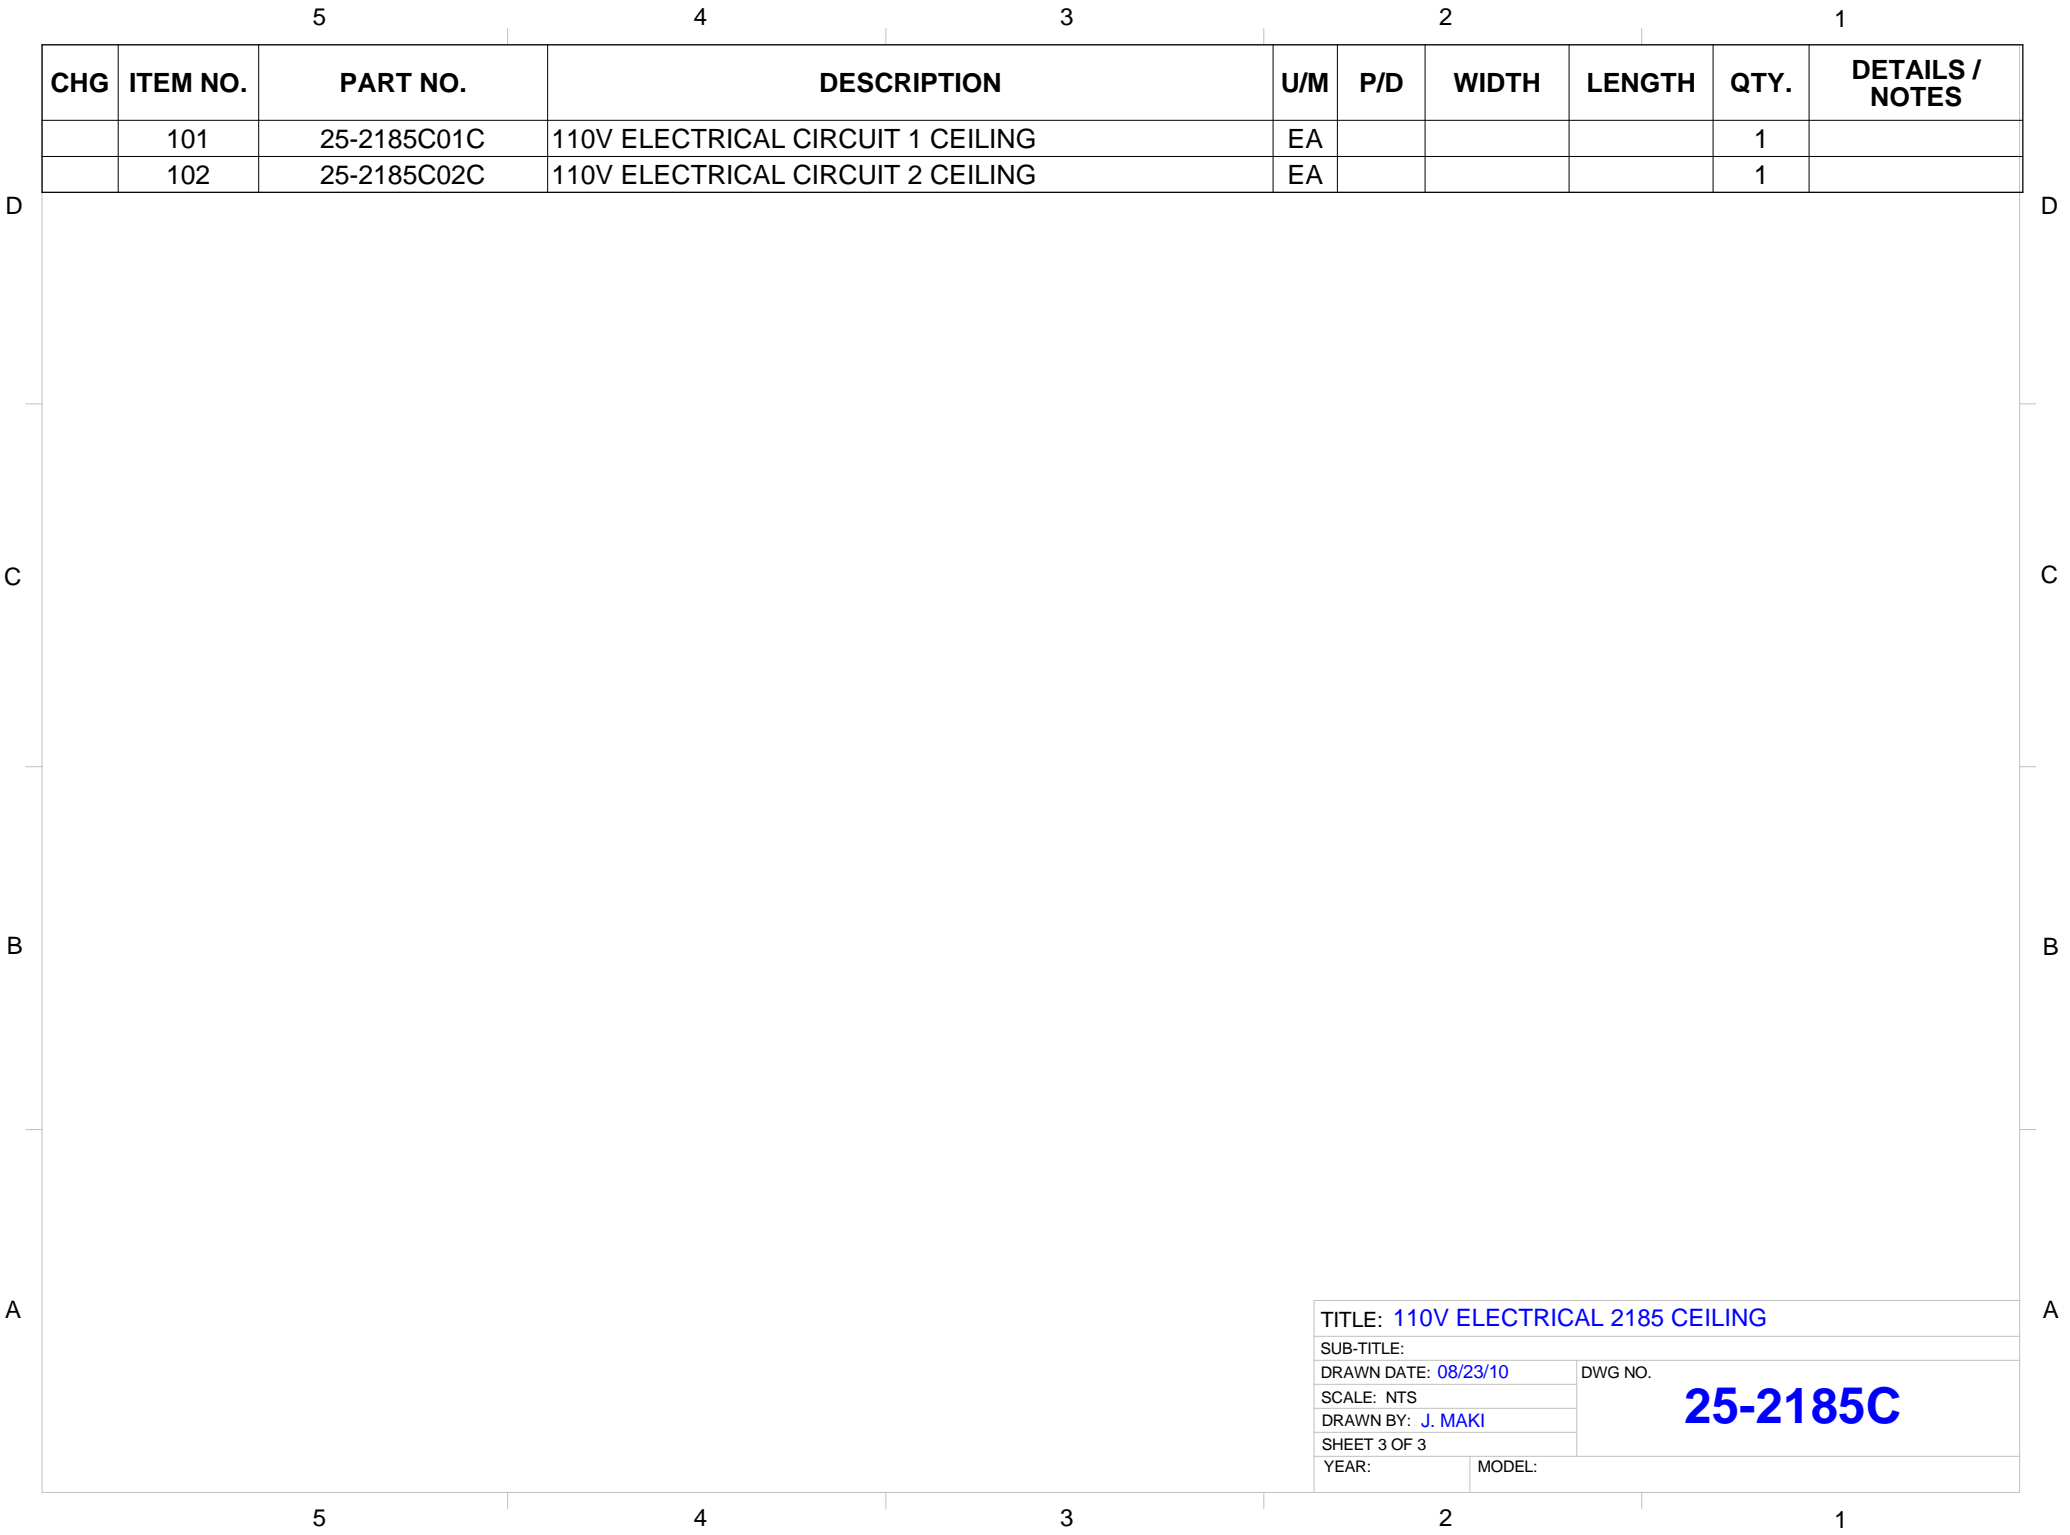 5 4 3 2 1
CHG ITEM NO. PART NO. DESCRIPTION U/M P/D WIDTH LENGTH QTY. DETAILS /
NOTES
101 25-2185C01C 110V ELECTRICAL CIRCUIT 1 CEILING EA 1
102 25-2185C02C 110V ELECTRICAL CIRCUIT 2 CEILING EA 1
D D
C C
B B
A A
TITLE: 110V ELECTRICAL 2185 CEILING
SUB-TITLE:
DRAWN DATE: 08/23/10
SCALE: NTS
DRAWN BY: J. MAKI
SHEET 3 OF 3
DWG NO.
25-2185C
YEAR: MODEL:
5 4 3 2 1